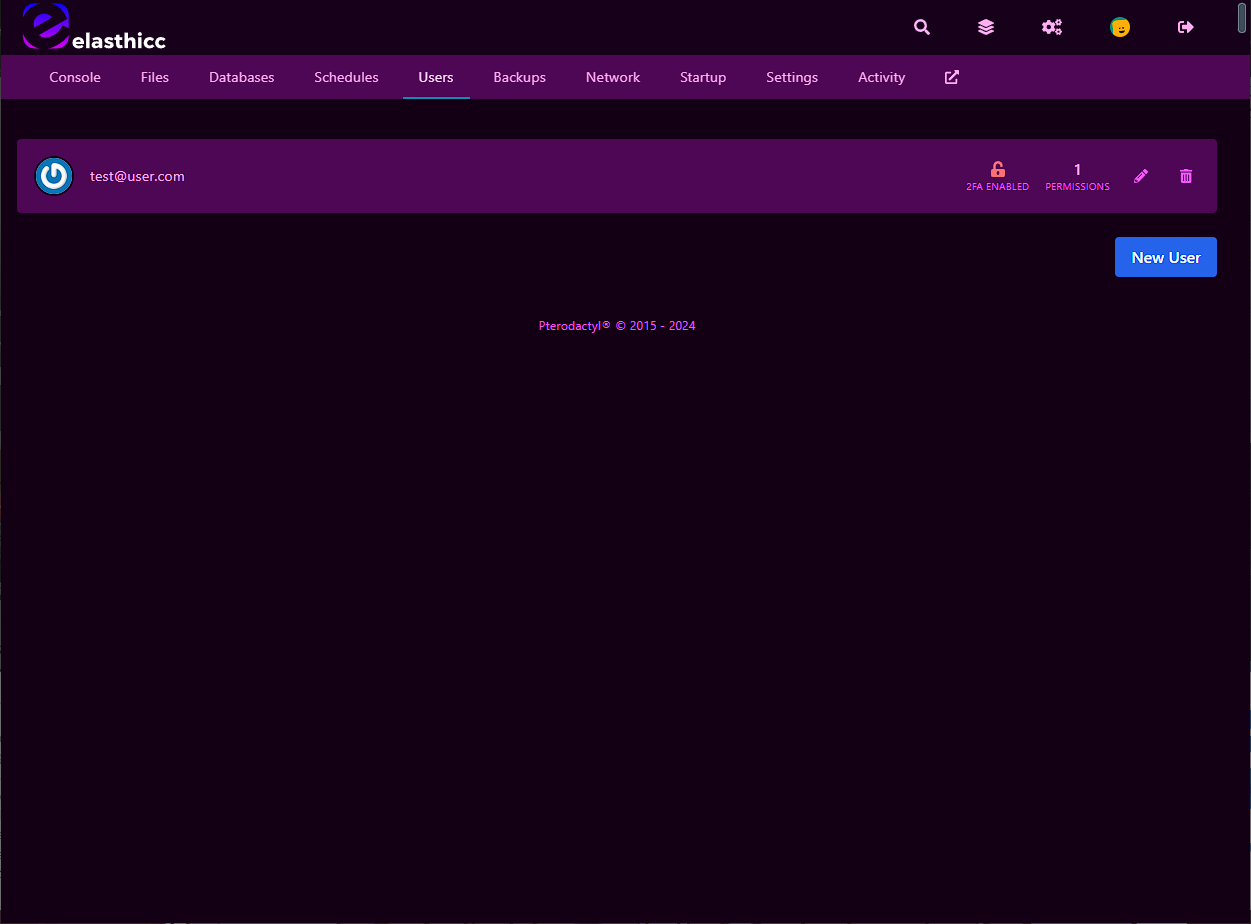 elasthicc
Console Files Databases Schedules Users Backups Network Startup Settings Activity
test@user.com
2FA ENABLED
1
PERMISSIONS
New User
Pterodactyl® © 2015 - 2024